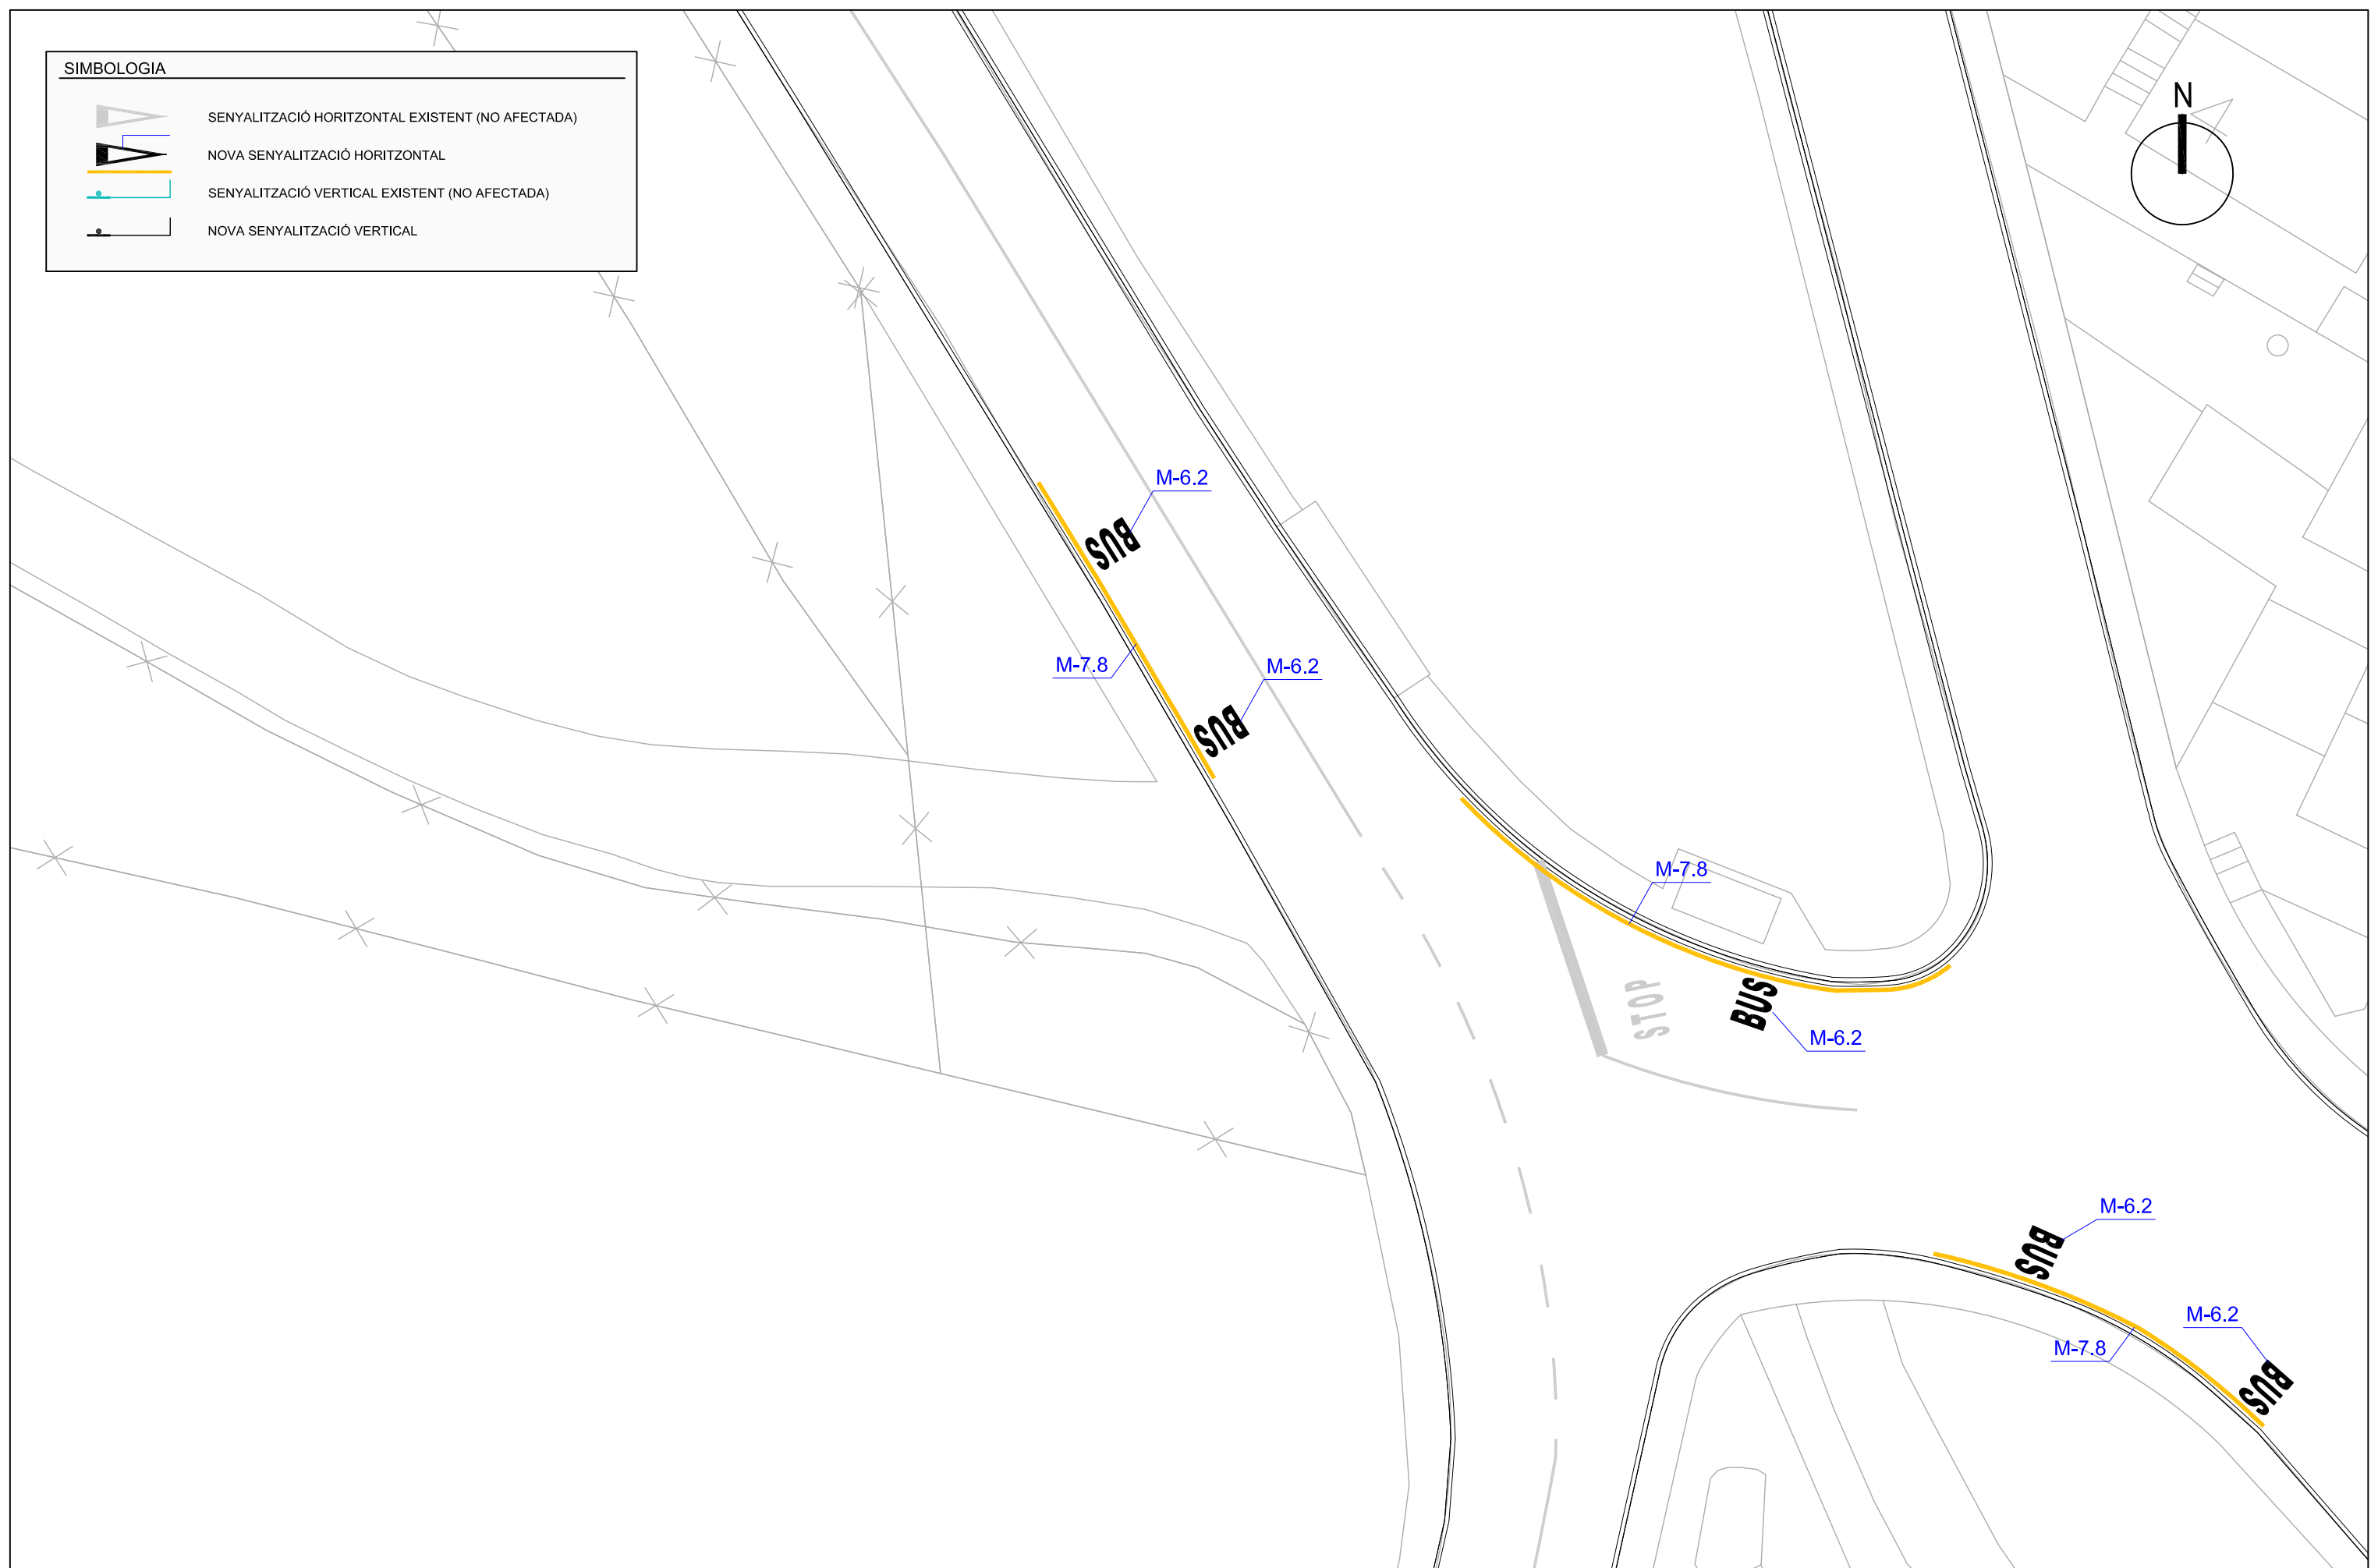 SIMBOLOGIA
SENYALITZACIÓ HORITZONTAL EXISTENT (NO AFECTADA)
NOVA SENYALITZACIÓ HORITZONTAL
SENYALITZACIÓ VERTICAL EXISTENT (NO AFECTADA)
NOVA SENYALITZACIÓ VERTICAL
N
M-6.2
BUS
M-7.8
M-6.2
BUS
M-7.8
STOP
BUS
M-6.2
M-6.2
BUS
M-6.2
M-7.8
BUS